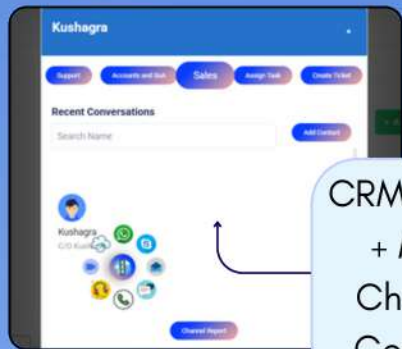 Kushagra
Support
Accounts and
Sales
Assign Task
Create Ticket
Recent Conversations
Search Name
Add Contact
Kushagra
C/O
Channel Report
CRM
+
Ch
Co